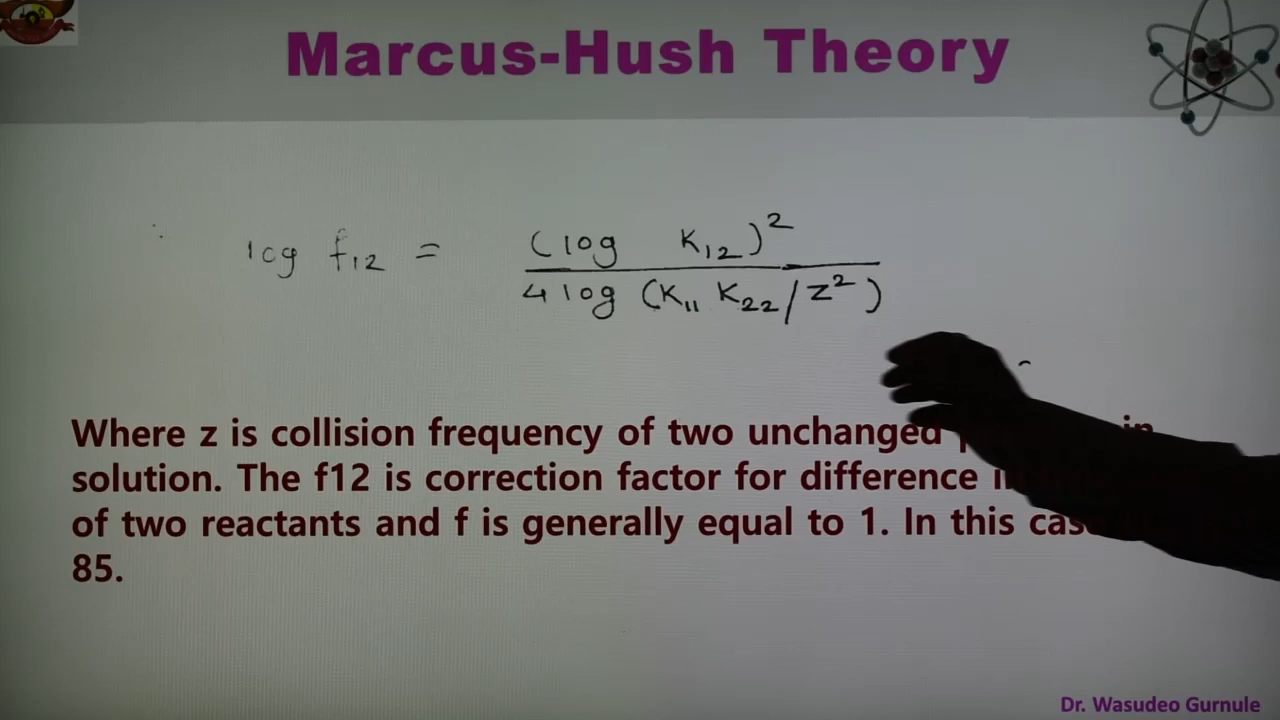 Marcus-Hush Theory
log f12 = (log K12)²
4 log (K11 K22/z²)
Where z is collision frequency of two unchanged in
solution. The f12 is correction factor for difference
of two reactants and f is generally equal to 1. In this
85.
Dr. Wasudeo Gurnule